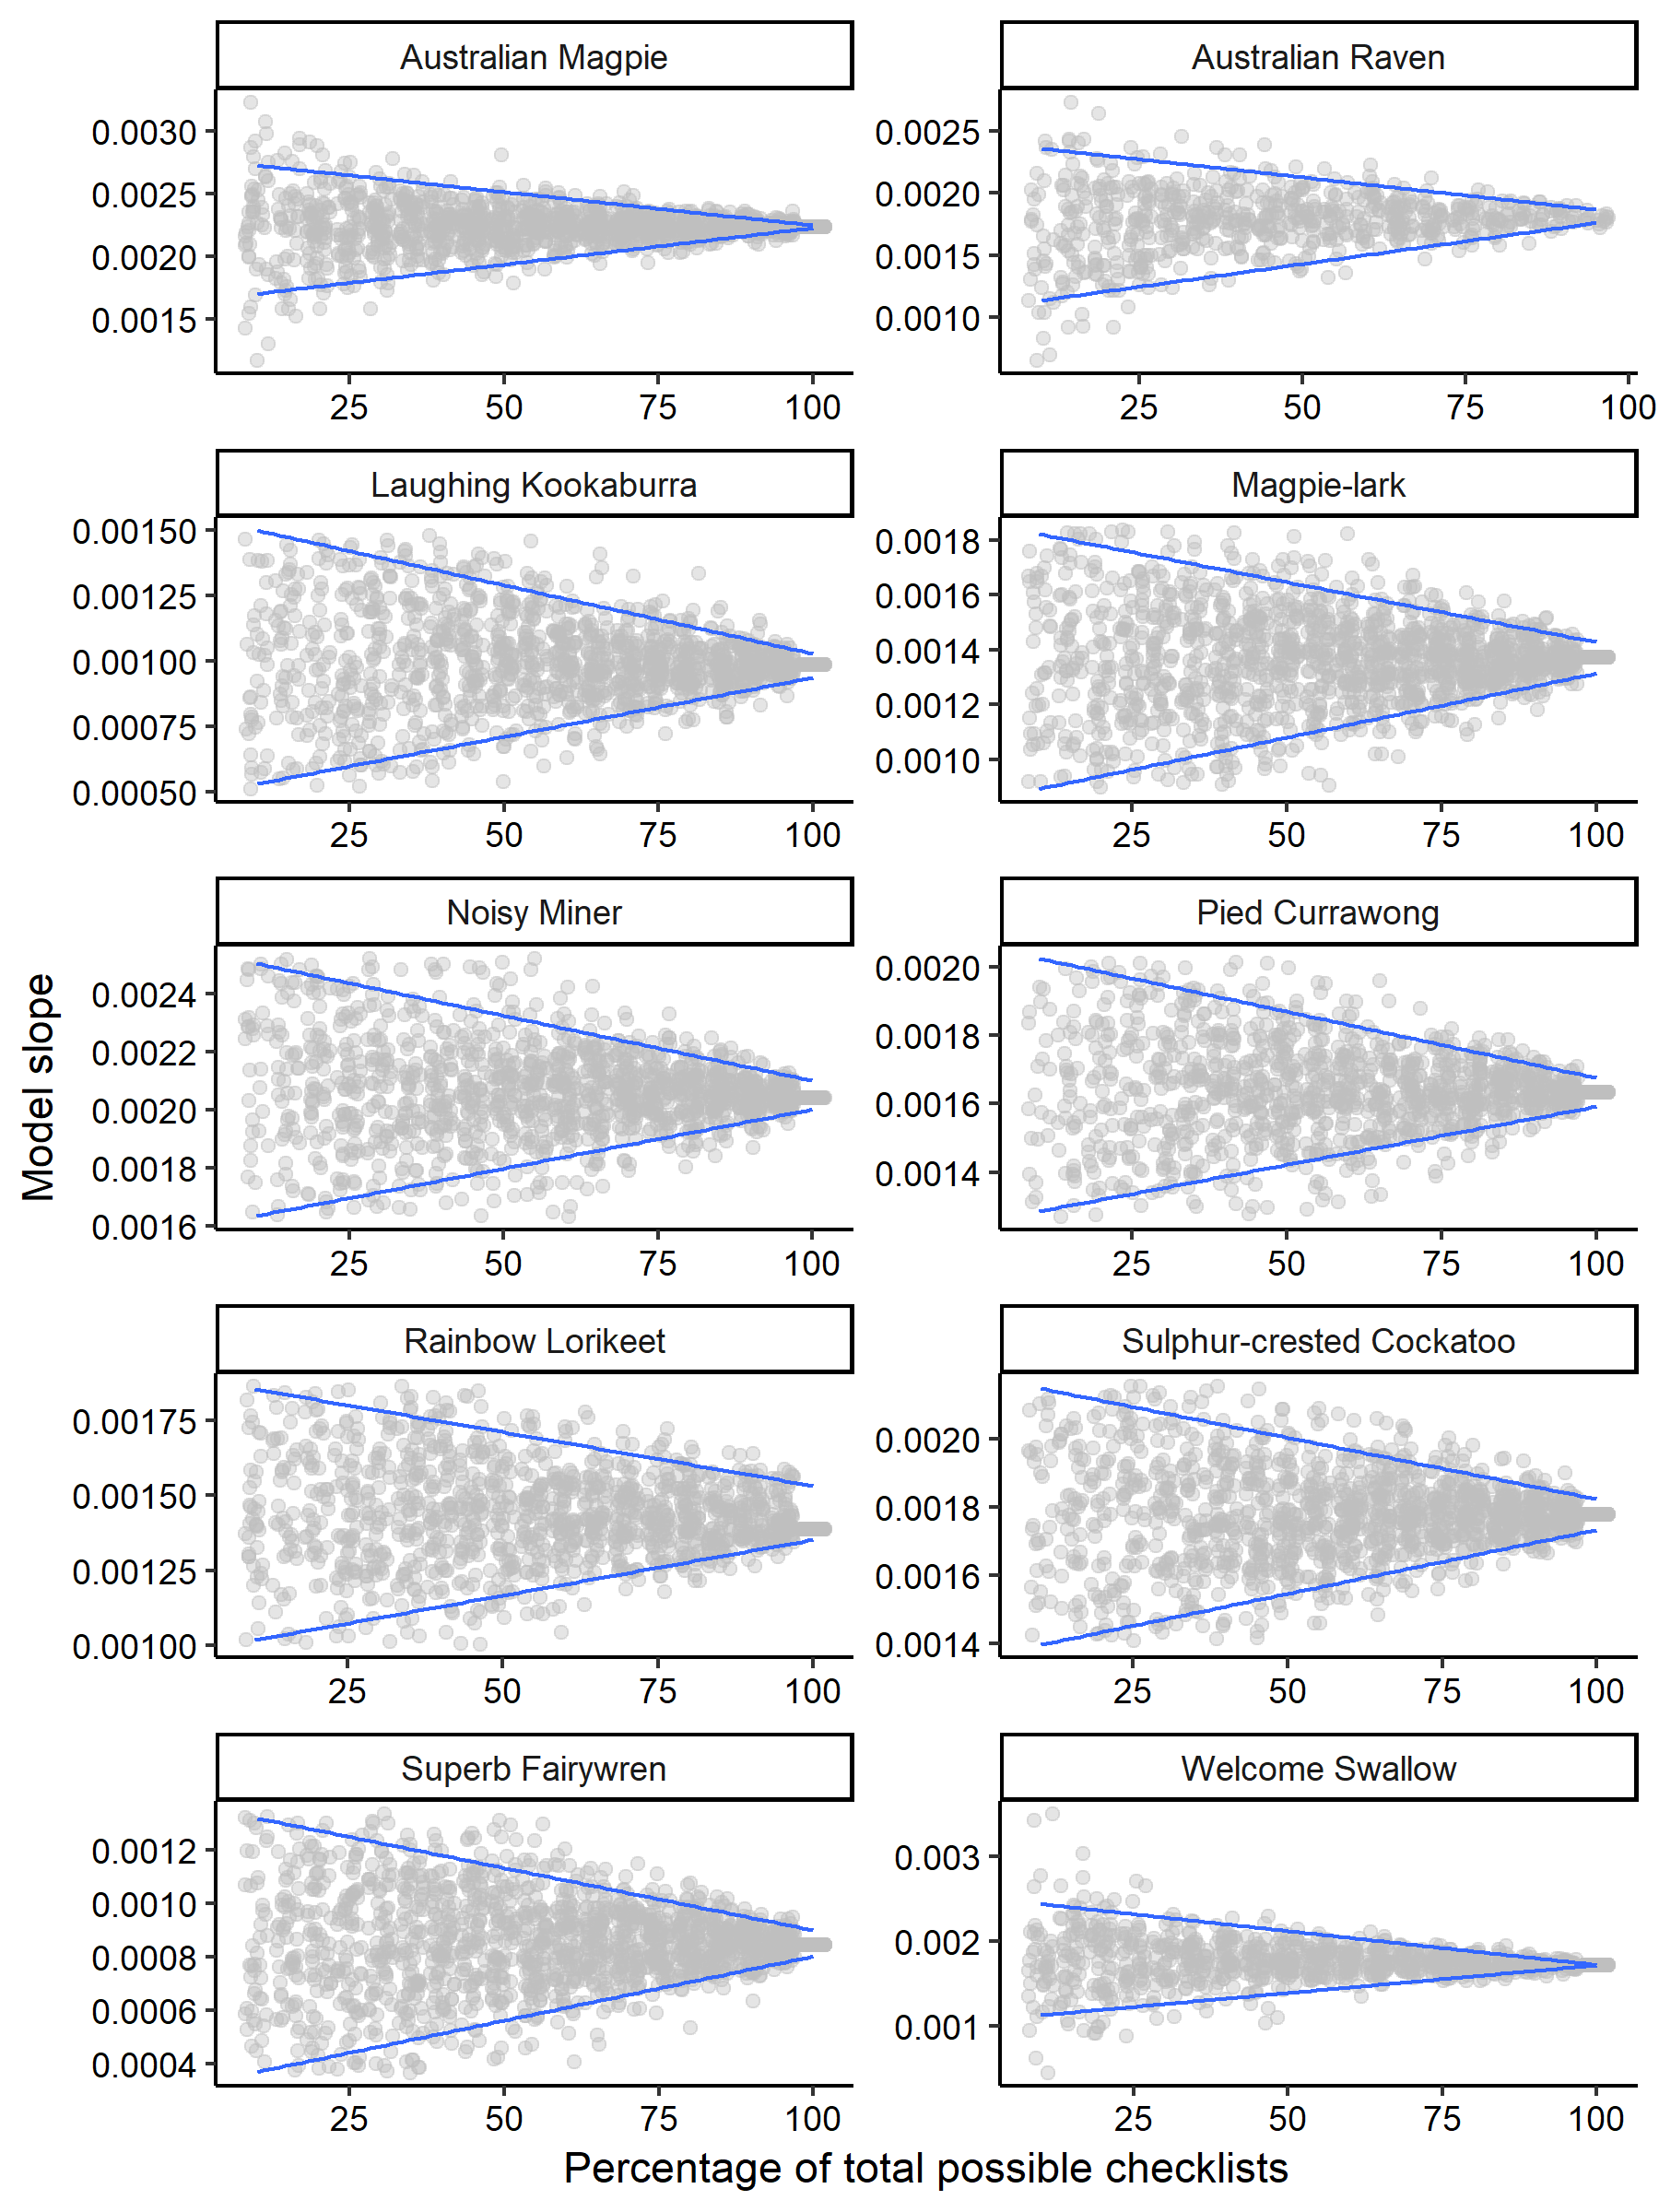 Australian Magpie
0.0030
0.0025
0.0020
0.0015
25 50 75 100
Australian Raven
0.0025
0.0020
0.0015
0.0010
25 50 75 100
Laughing Kookaburra
0.00150
0.00125
0.00100
0.00075
0.00050
25 50 75 100
Magpie-lark
0.0018
0.0016
0.0014
0.0012
0.0010
25 50 75 100
Noisy Miner
0.0024
0.0022
0.0020
0.0018
0.0016
25 50 75 100
Pied Currawong
0.0020
0.0018
0.0016
0.0014
25 50 75 100
Rainbow Lorikeet
0.00175
0.00150
0.00125
0.00100
25 50 75 100
Sulphur-crested Cockatoo
0.0020
0.0018
0.0016
0.0014
25 50 75 100
Superb Fairywren
0.0012
0.0010
0.0008
0.0006
0.0004
25 50 75 100
Welcome Swallow
0.003
0.002
0.001
25 50 75 100
Model slope
Percentage of total possible checklists